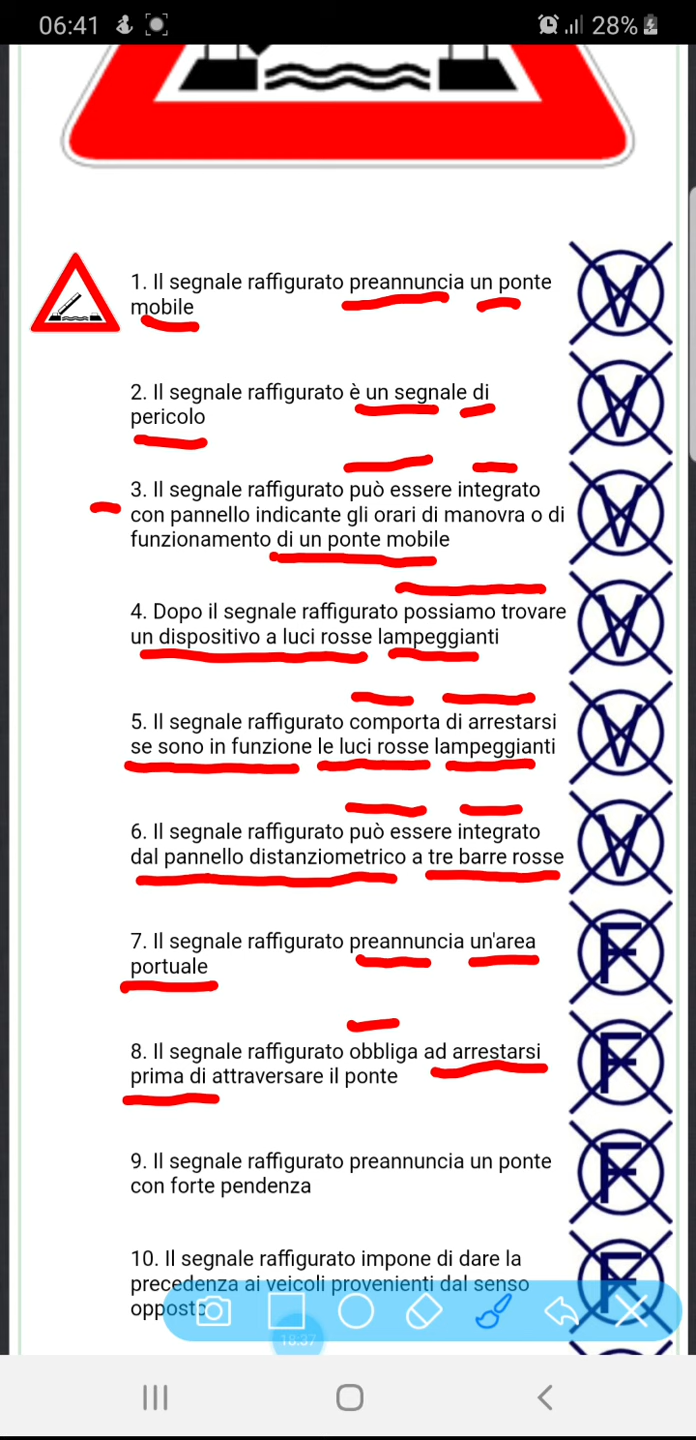 06:41
28%
1. Il segnale raffigurato preannuncia un ponte
mobile
V
2. Il segnale raffigurato è un segnale di
pericolo
V
3. Il segnale raffigurato può essere integrato
con pannello indicante gli orari di manovra o di
funzionamento di un ponte mobile
V
4. Dopo il segnale raffigurato possiamo trovare
un dispositivo a luci rosse lampeggianti
V
5. Il segnale raffigurato comporta di arrestarsi
se sono in funzione le luci rosse lampeggianti
V
6. Il segnale raffigurato può essere integrato
dal pannello distanziometrico a tre barre rosse
V
7. Il segnale raffigurato preannuncia un'area
portuale
F
8. Il segnale raffigurato obbliga ad arrestarsi
prima di attraversare il ponte
F
9. Il segnale raffigurato preannuncia un ponte
con forte pendenza
F
10. Il segnale raffigurato impone di dare la
precedenza ai veicoli provenienti dal senso
opposto
F
18:37